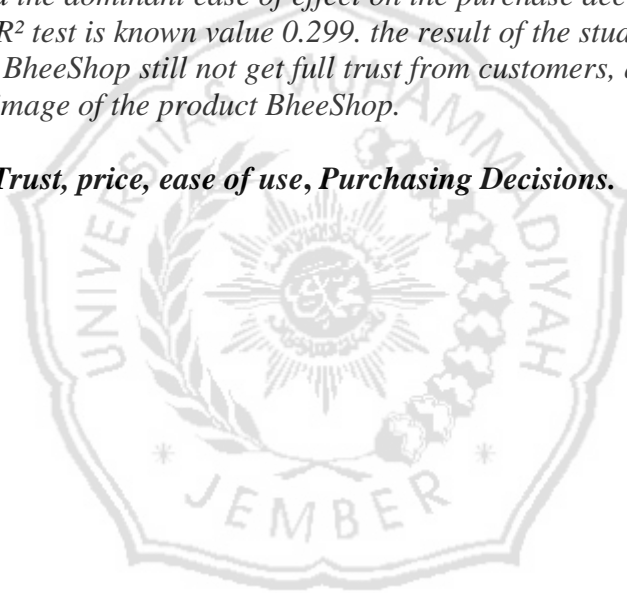 the dominant ease of effect on the purchase dec
R² test is known value 0.299. the result of the stud
BheeShop still not get full trust from customers,
image of the product BheeShop.
Trust, price, ease of use, Purchasing Decisions.
UNIVERSITAS MUHAMMADIYAH
* JEMBER *